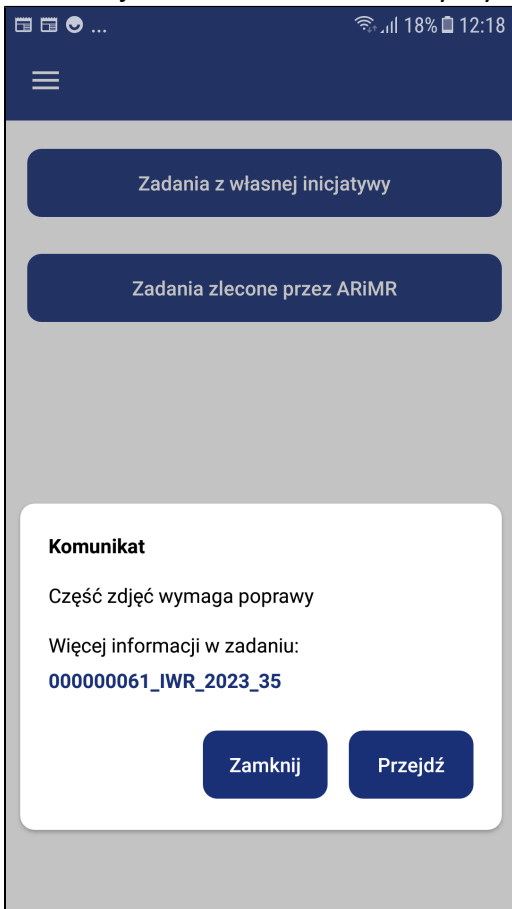 ... 18% 12:18
Zadania z własnej inicjatywy
Zadania zlecone przez ARiMR
Komunikat
Część zdjęć wymaga poprawy
Więcej informacji w zadaniu:
000000061_IWR_2023_35
Zamknij Przejdź